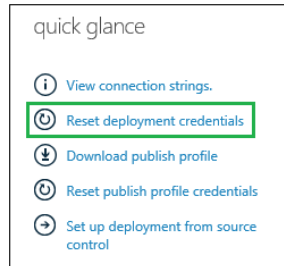 quick glance
View connection strings.
Reset deployment credentials
Download publish profile
Reset publish profile credentials
Set up deployment from source
control